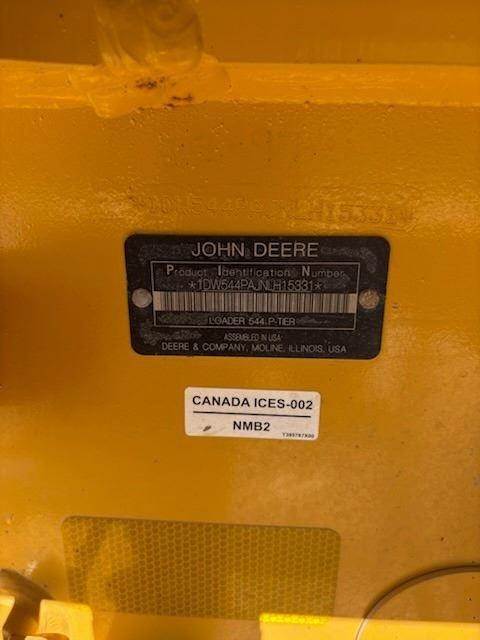 JOHN DEERE
Product Identification Number
*1DW544PAJNLH15331*
LOADER 544 P-TIER
ASSEMBLED IN USA
DEERE & COMPANY, MOLINE, ILLINOIS, USA
CANADA ICES-002
NMB2